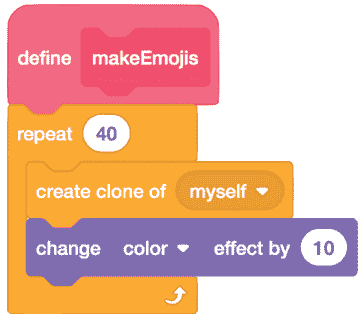 define makeEmojis
repeat 40
create clone of myself
change color effect by 10